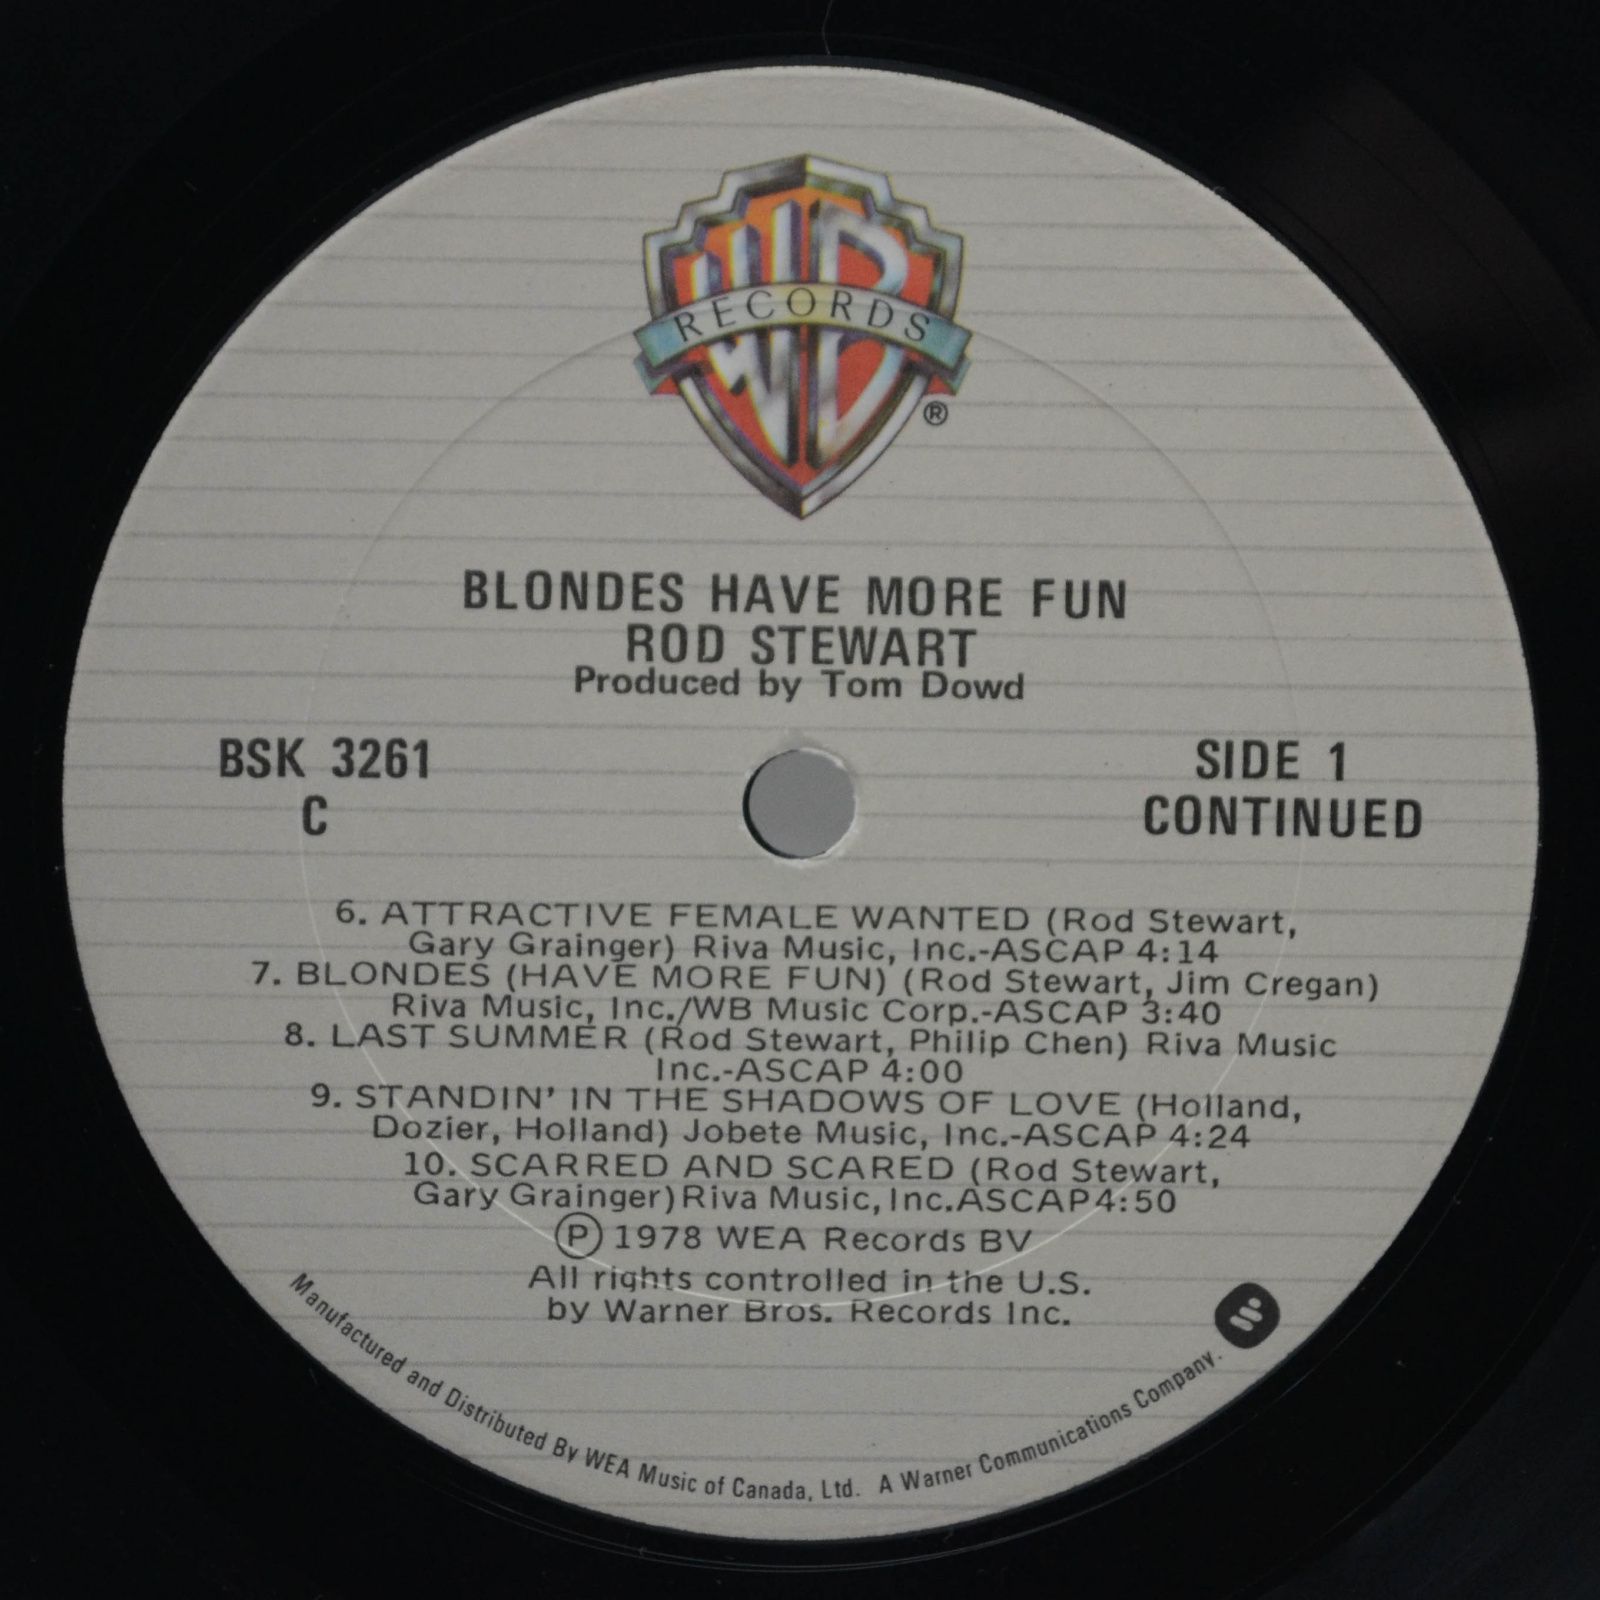 WB
RECORDS
®
BLONDES HAVE MORE FUN
ROD STEWART
Produced by Tom Dowd
BSK 3261
C
SIDE 1
CONTINUED
6. ATTRACTIVE FEMALE WANTED (Rod Stewart,
Gary Grainger) Riva Music, Inc.-ASCAP 4:14
7. BLONDES (HAVE MORE FUN) (Rod Stewart, Jim Cregan)
Riva Music, Inc./WB Music Corp.-ASCAP 3:40
8. LAST SUMMER (Rod Stewart, Philip Chen) Riva Music
Inc.-ASCAP 4:00
9. STANDIN' IN THE SHADOWS OF LOVE (Holland,
Dozier, Holland) Jobete Music, Inc.-ASCAP 4:24
10. SCARRED AND SCARED (Rod Stewart,
Gary Grainger) Riva Music, Inc. ASCAP 4:50
℗ 1978 WEA Records BV
All rights controlled in the U.S.
by Warner Bros. Records Inc.
Manufactured and Distributed By WEA Music of Canada, Ltd. A Warner Communications Company.